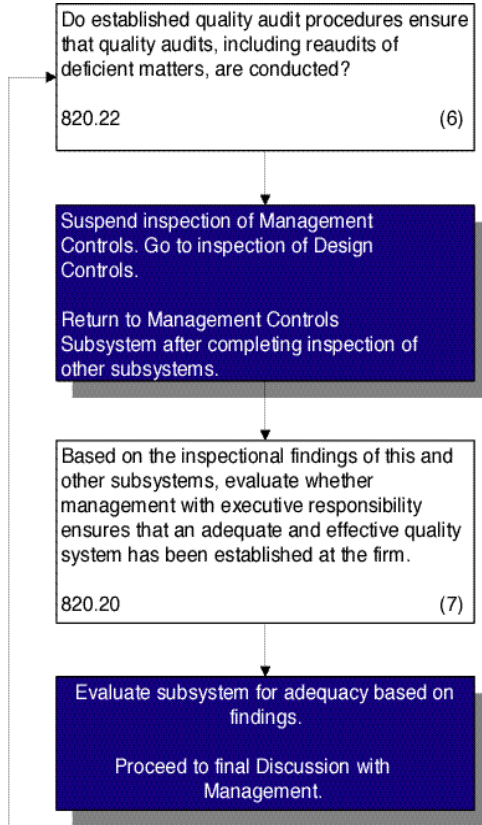 Do established quality audit procedures ensure
that quality audits, including reaudits of
deficient matters, are conducted?
820.22 (6)
Suspend inspection of Management
Controls. Go to inspection of Design
Controls.
Return to Management Controls
Subsystem after completing inspection of
other subsystems.
Based on the inspectional findings of this and
other subsystems, evaluate whether
management with executive responsibility
ensures that an adequate and effective quality
system has been established at the firm.
820.20 (7)
Evaluate subsystem for adequacy based on
findings.
Proceed to final Discussion with
Management.